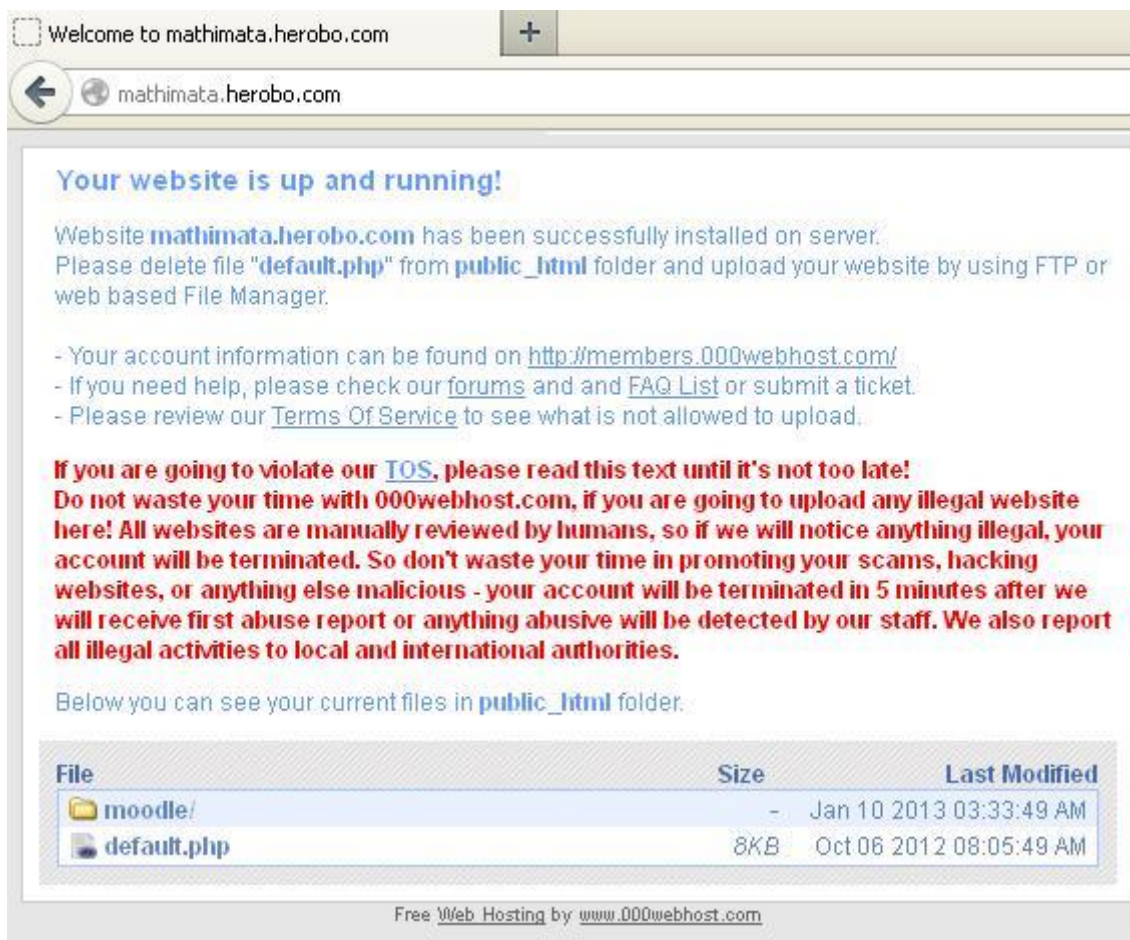 Welcome to mathimata.herobo.com
mathimata.herobo.com
Your website is up and running!
Website mathimata.herobo.com has been successfully installed on server.
Please delete file "default.php" from public_html folder and upload your website by using FTP or
web based File Manager.
- Your account information can be found on http://members.000webhost.com/
- If you need help, please check our forums and and FAQ List or submit a ticket.
- Please review our Terms Of Service to see what is not allowed to upload.
If you are going to violate our TOS, please read this text until it's not too late!
Do not waste your time with 000webhost.com, if you are going to upload any illegal website
here! All websites are manually reviewed by humans, so if we will notice anything illegal, your
account will be terminated. So don't waste your time in promoting your scams, hacking
websites, or anything else malicious - your account will be terminated in 5 minutes after we
will receive first abuse report or anything abusive will be detected by our staff. We also report
all illegal activities to local and international authorities.
Below you can see your current files in public_html folder.
File Size Last Modified
moodle/ - Jan 10 2013 03:33:49 AM
default.php 8KB Oct 06 2012 08:05:49 AM
Free Web Hosting by www.000webhost.com